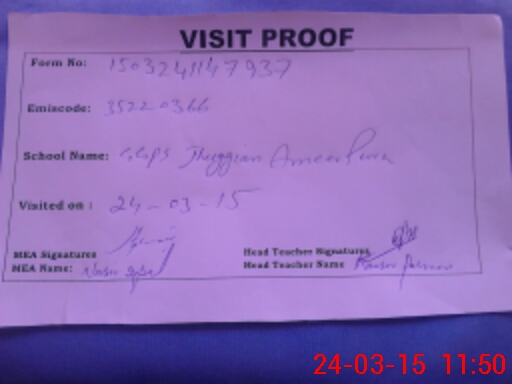 VISIT PROOF
Form No: 1503241147937
Emiscode: 35220366
School Name: GGPS Jhuggian
Visited on : 24-03-15
MEA Signatures Head Teacher Signatures
MEA Name: Head Teacher Name
24-03-15 11:50